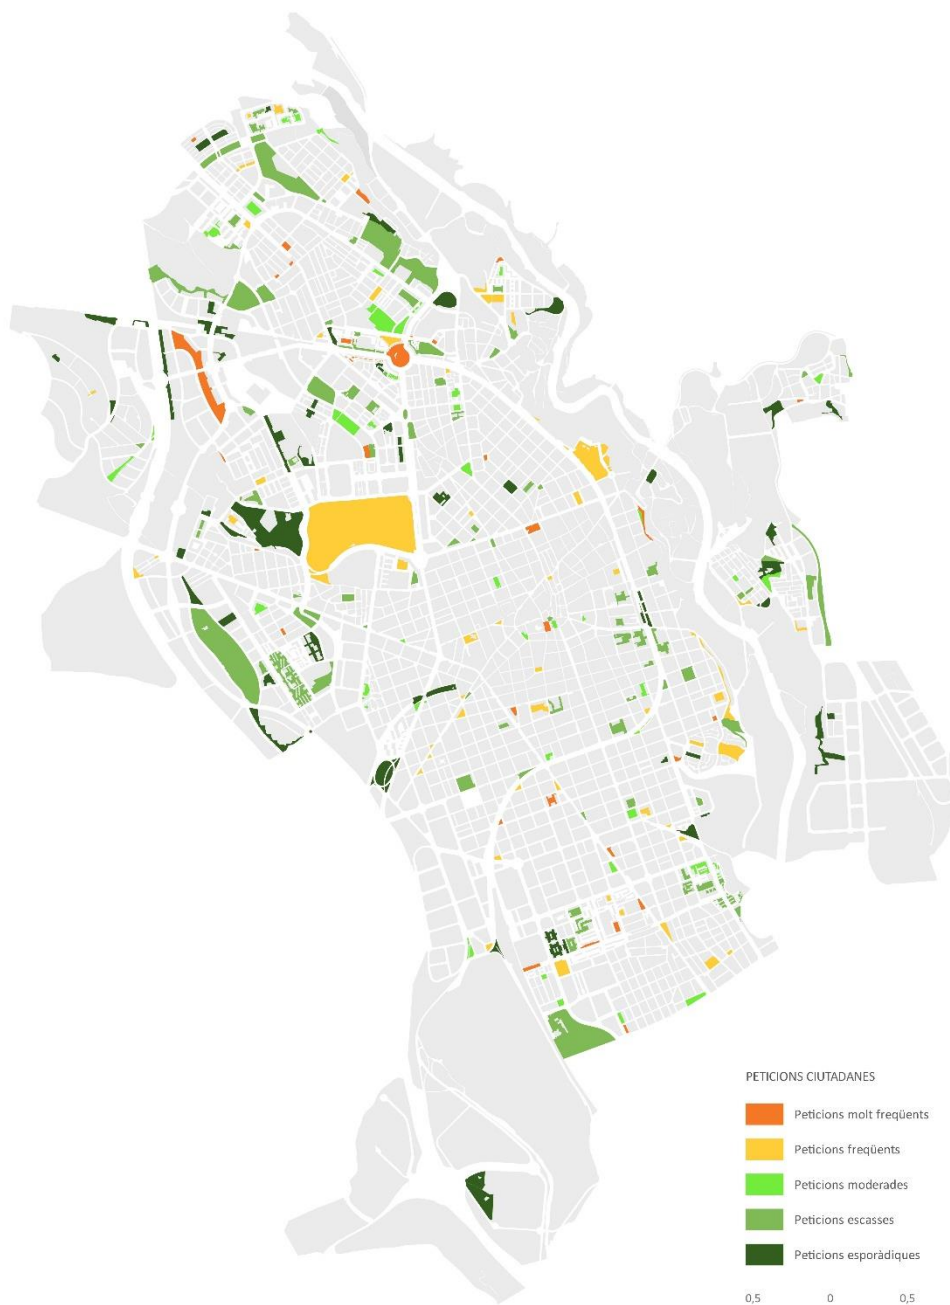 PETICIONS CIUTADANES
Peticions molt freqüents
Peticions freqüents
Peticions moderades
Peticions escasses
Peticions esporàdiques
0,5 0 0,5